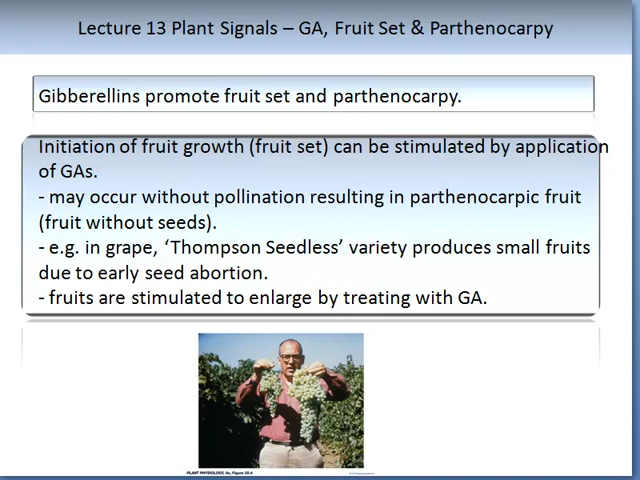 Lecture 13 Plant Signals – GA, Fruit Set & Parthenocarpy
Gibberellins promote fruit set and parthenocarpy.
Initiation of fruit growth (fruit set) can be stimulated by application
of GAs.
- may occur without pollination resulting in parthenocarpic fruit
(fruit without seeds).
- e.g. in grape, ‘Thompson Seedless’ variety produces small fruits
due to early seed abortion.
- fruits are stimulated to enlarge by treating with GA.
PLANT PHYSIOLOGY, 5e, Figure 20.4